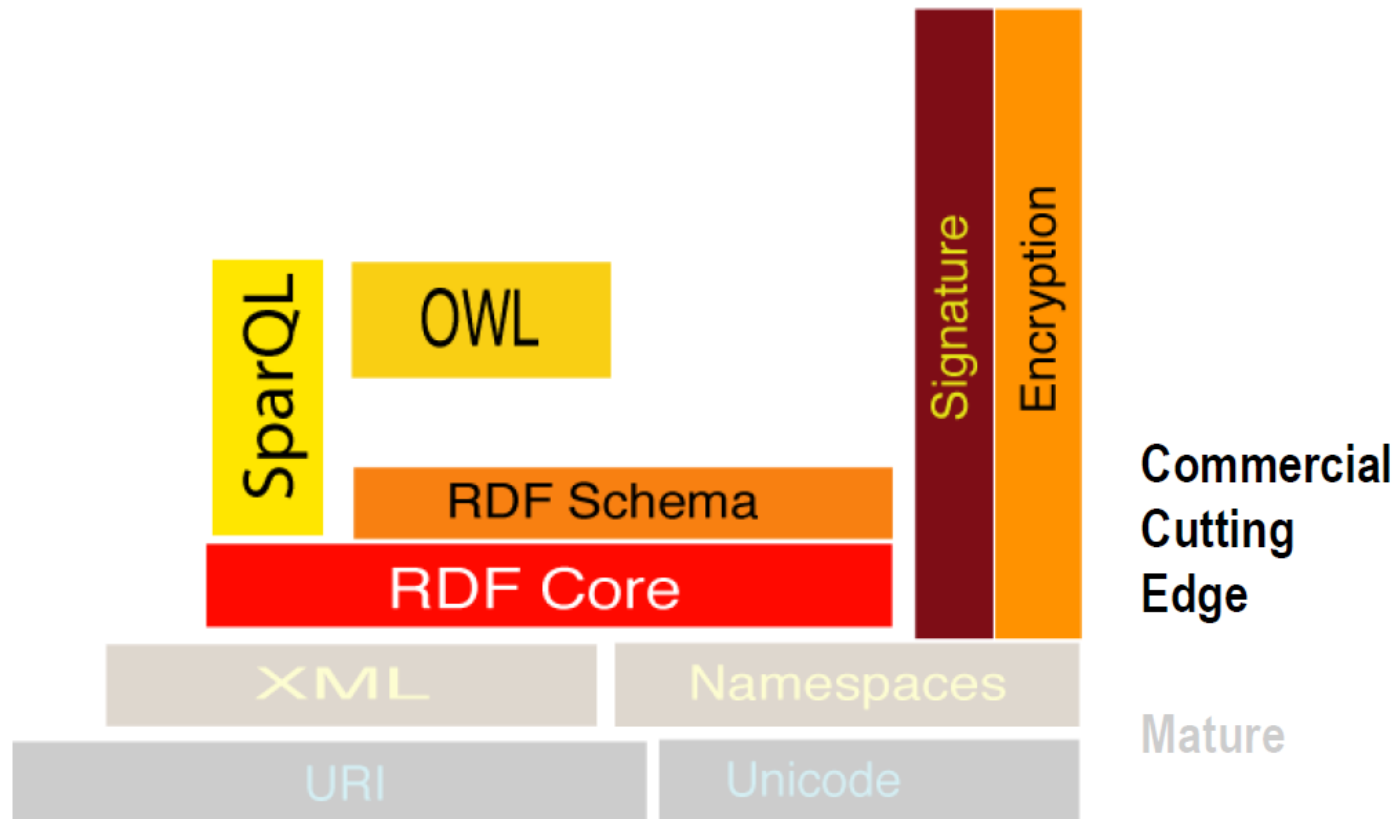 SparQL
OWL
Signature
Encryption
RDF Schema
RDF Core
Commercial
Cutting
Edge
XML
Namespaces
Mature
URI
Unicode